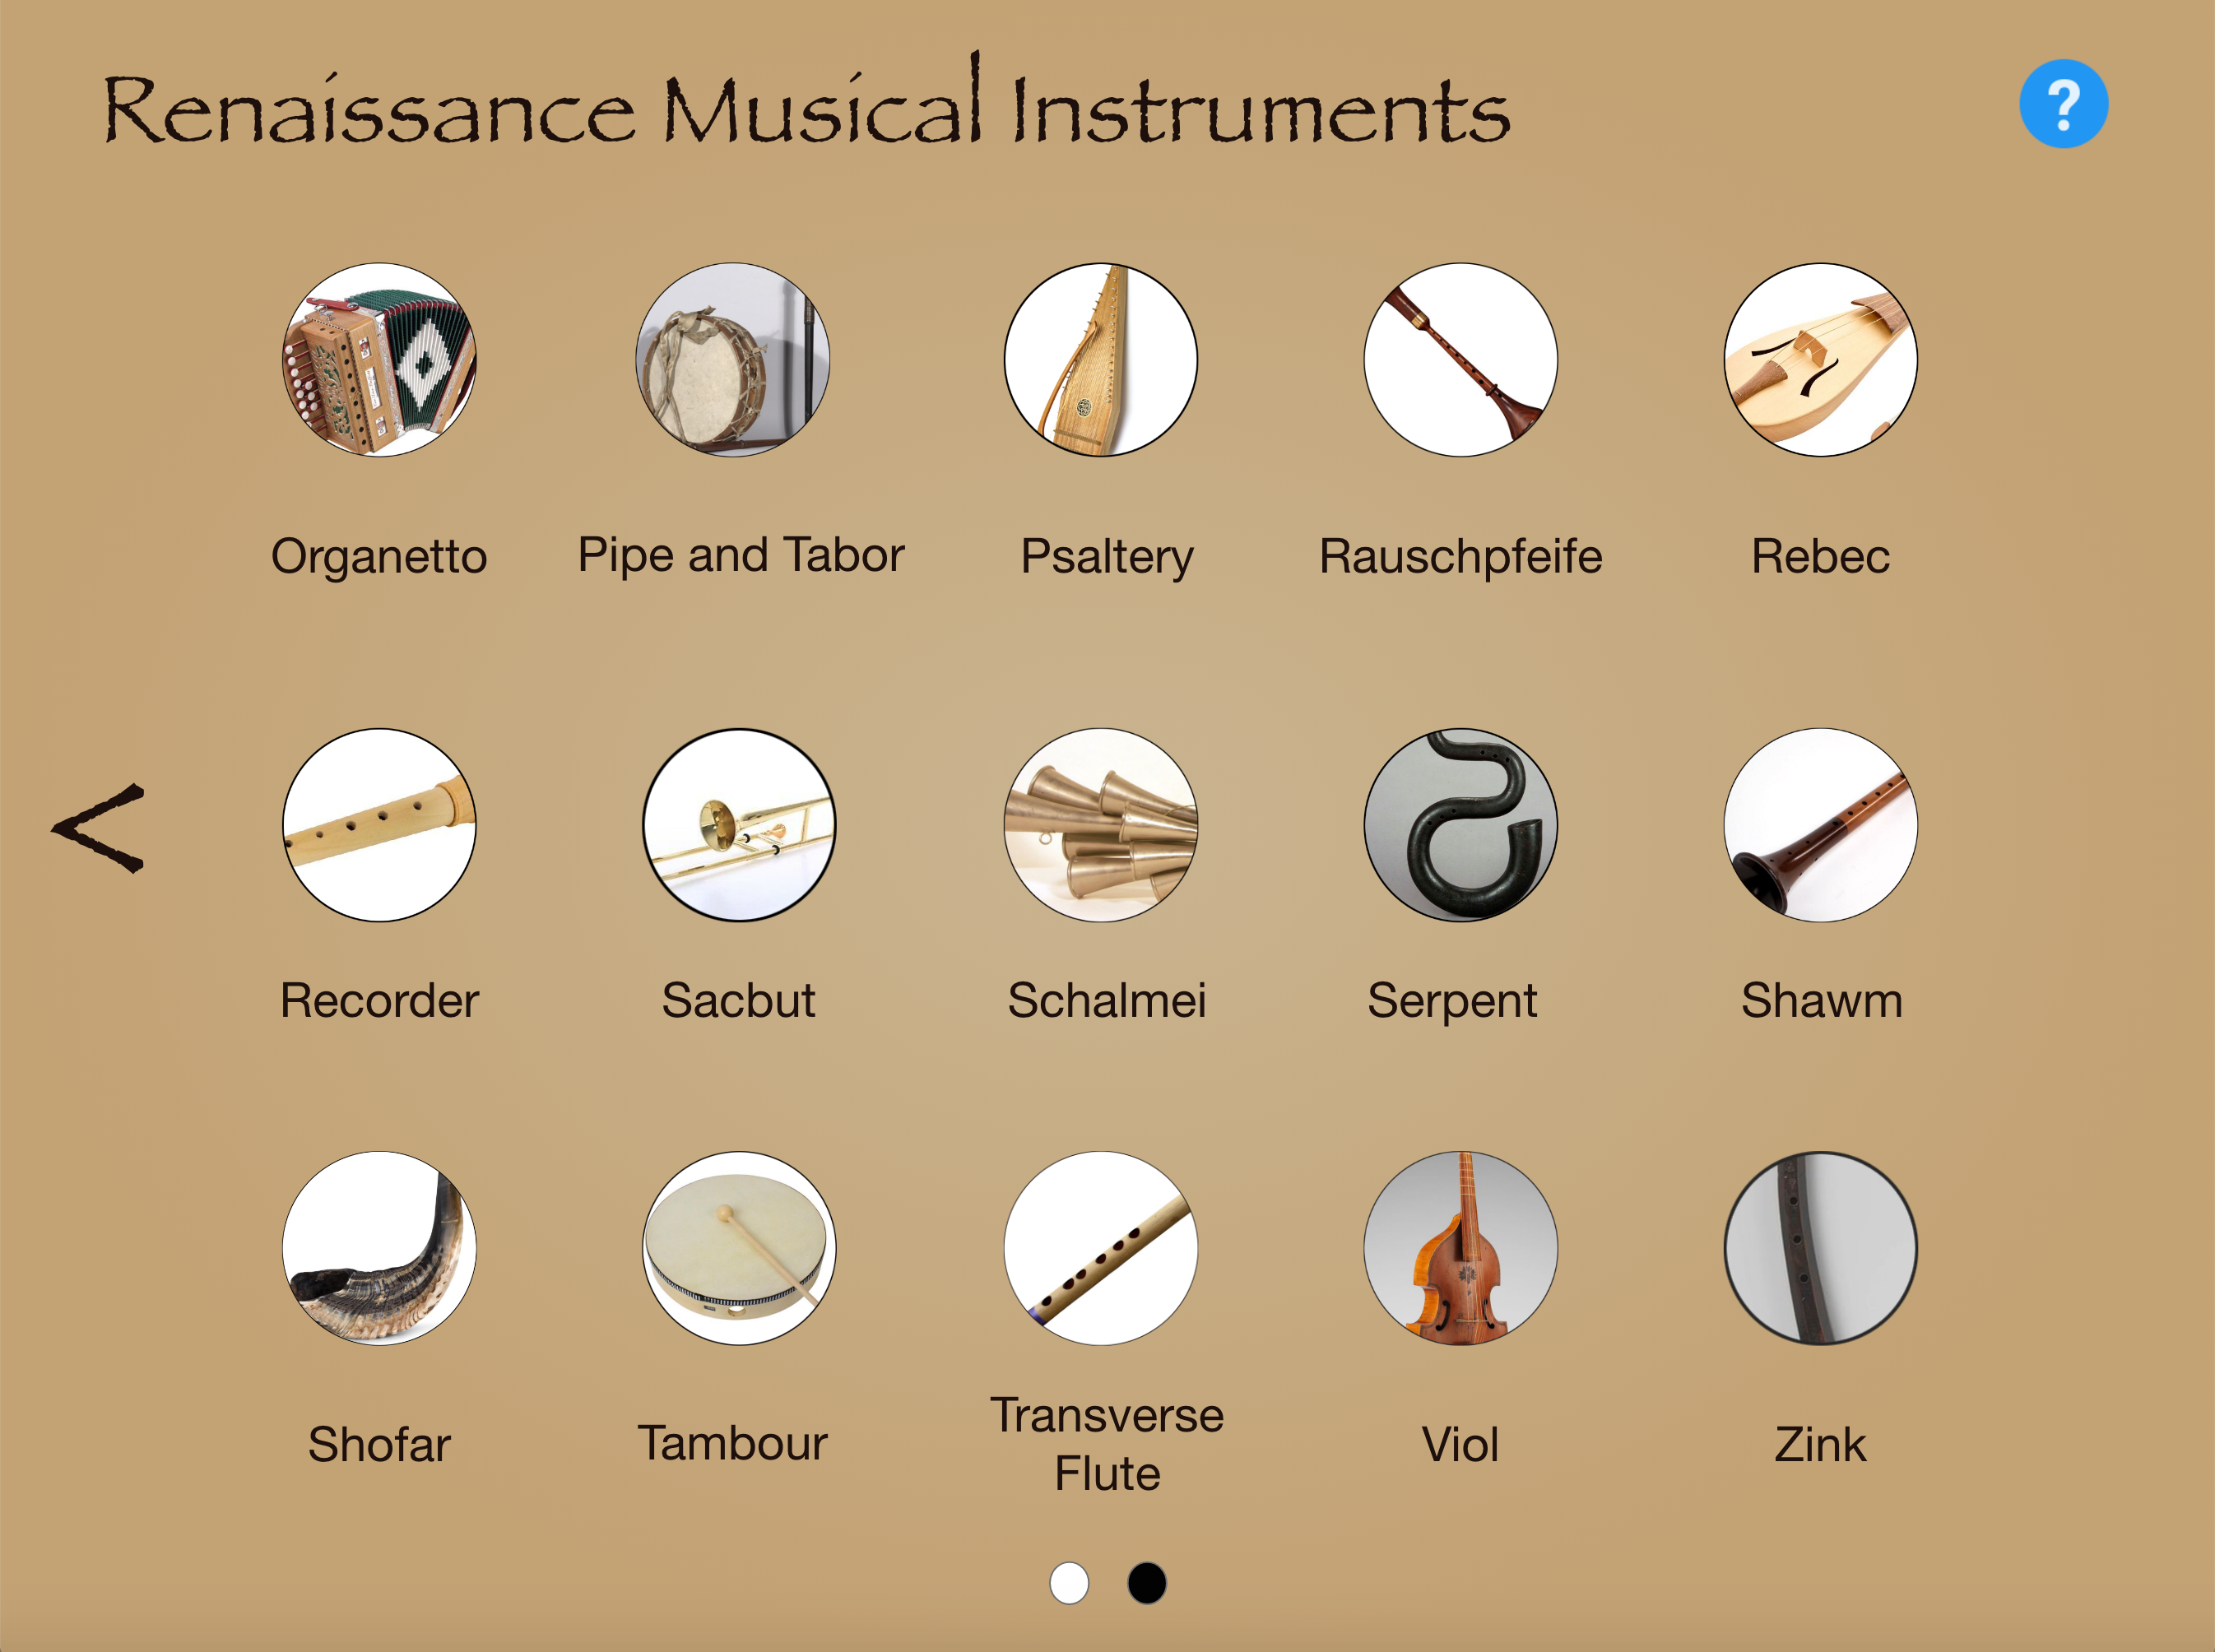 Renaissance Musical Instruments
?
Organetto
Pipe and Tabor
Psaltery
Rauschpfeife
Rebec
<
Recorder
Sacbut
Schalmei
Serpent
Shawm
Shofar
Tambour
Transverse
Flute
Viol
Zink